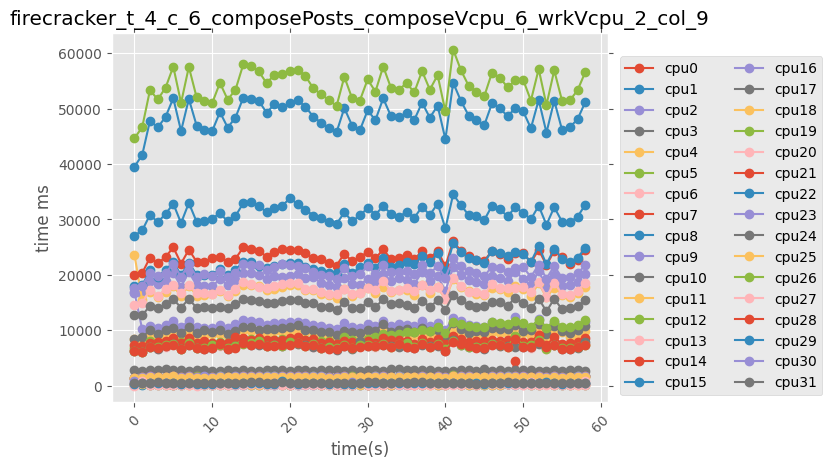 firecracker_t_4_c_6_composePosts_composeVcpu_6_wrkVcpu_2_col_9
60000
50000
40000
30000
20000
10000
0
time ms
0
10
20
30
40
50
60
time(s)
cpu0
cpu1
cpu2
cpu3
cpu4
cpu5
cpu6
cpu7
cpu8
cpu9
cpu10
cpu11
cpu12
cpu13
cpu14
cpu15
cpu16
cpu17
cpu18
cpu19
cpu20
cpu21
cpu22
cpu23
cpu24
cpu25
cpu26
cpu27
cpu28
cpu29
cpu30
cpu31